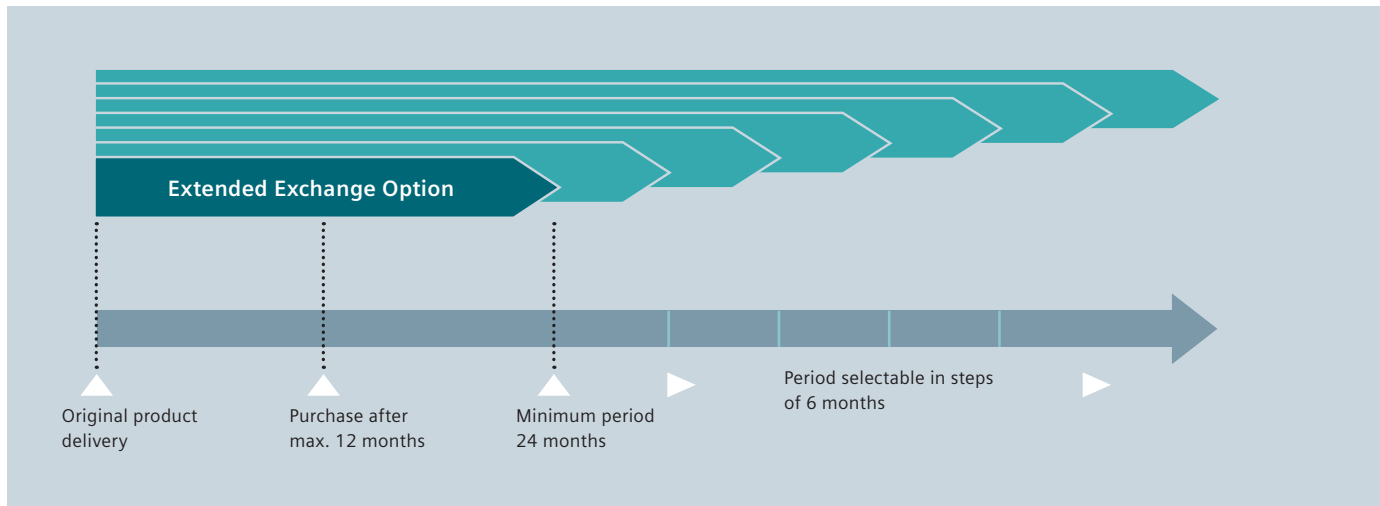 Extended Exchange Option
Original product
delivery
Purchase after
max. 12 months
Minimum period
24 months
Period selectable in steps
of 6 months